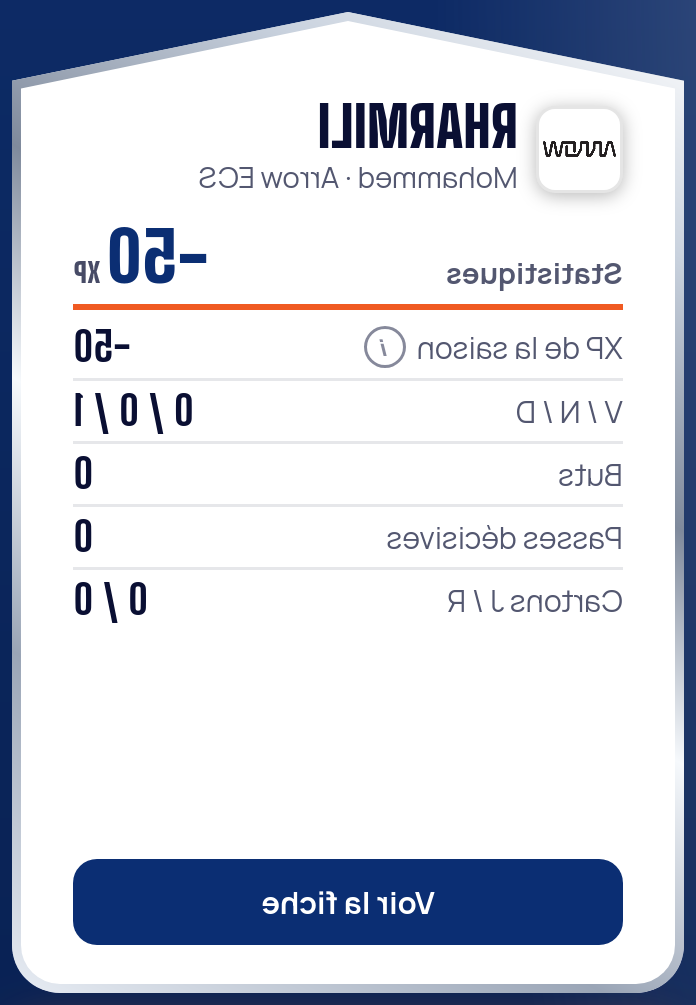 ARROW
RHARMILI
Mohammed · Arrow ECS
Statistiques -50 XP
XP de la saison i -50
V / N / D 0 / 0 / 1
Buts 0
Passes décisives 0
Cartons J / R 0 / 0
Voir la fiche